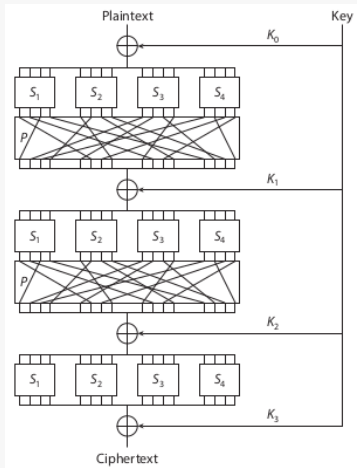 Plaintext Key
K0
S1 S2 S3 S4
P
K1
S1 S2 S3 S4
P
K2
S1 S2 S3 S4
K3
Ciphertext